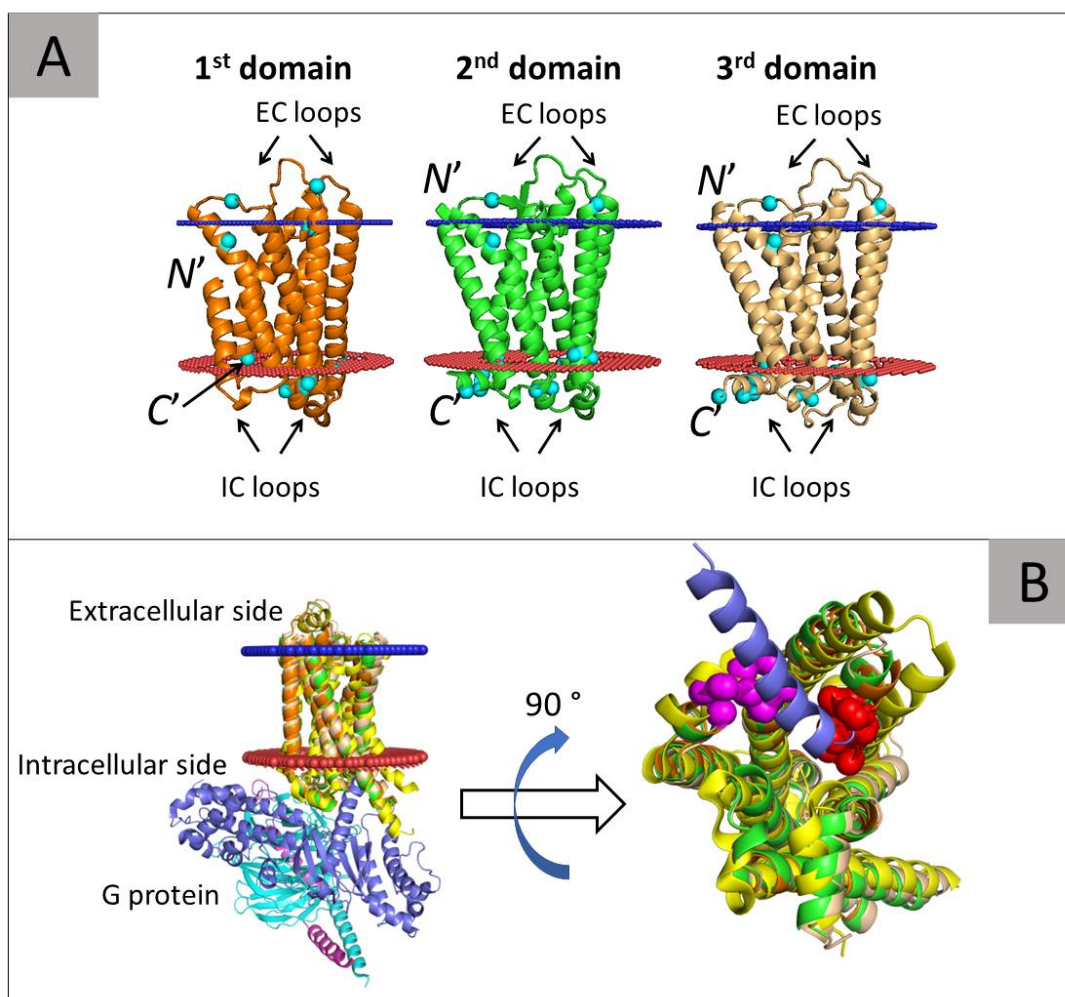 A
1st domain
2nd domain
3rd domain
EC loops
EC loops
EC loops
N’
N’
N’
C’
C’
C’
IC loops
IC loops
IC loops
B
Extracellular side
90 °
Intracellular side
G protein